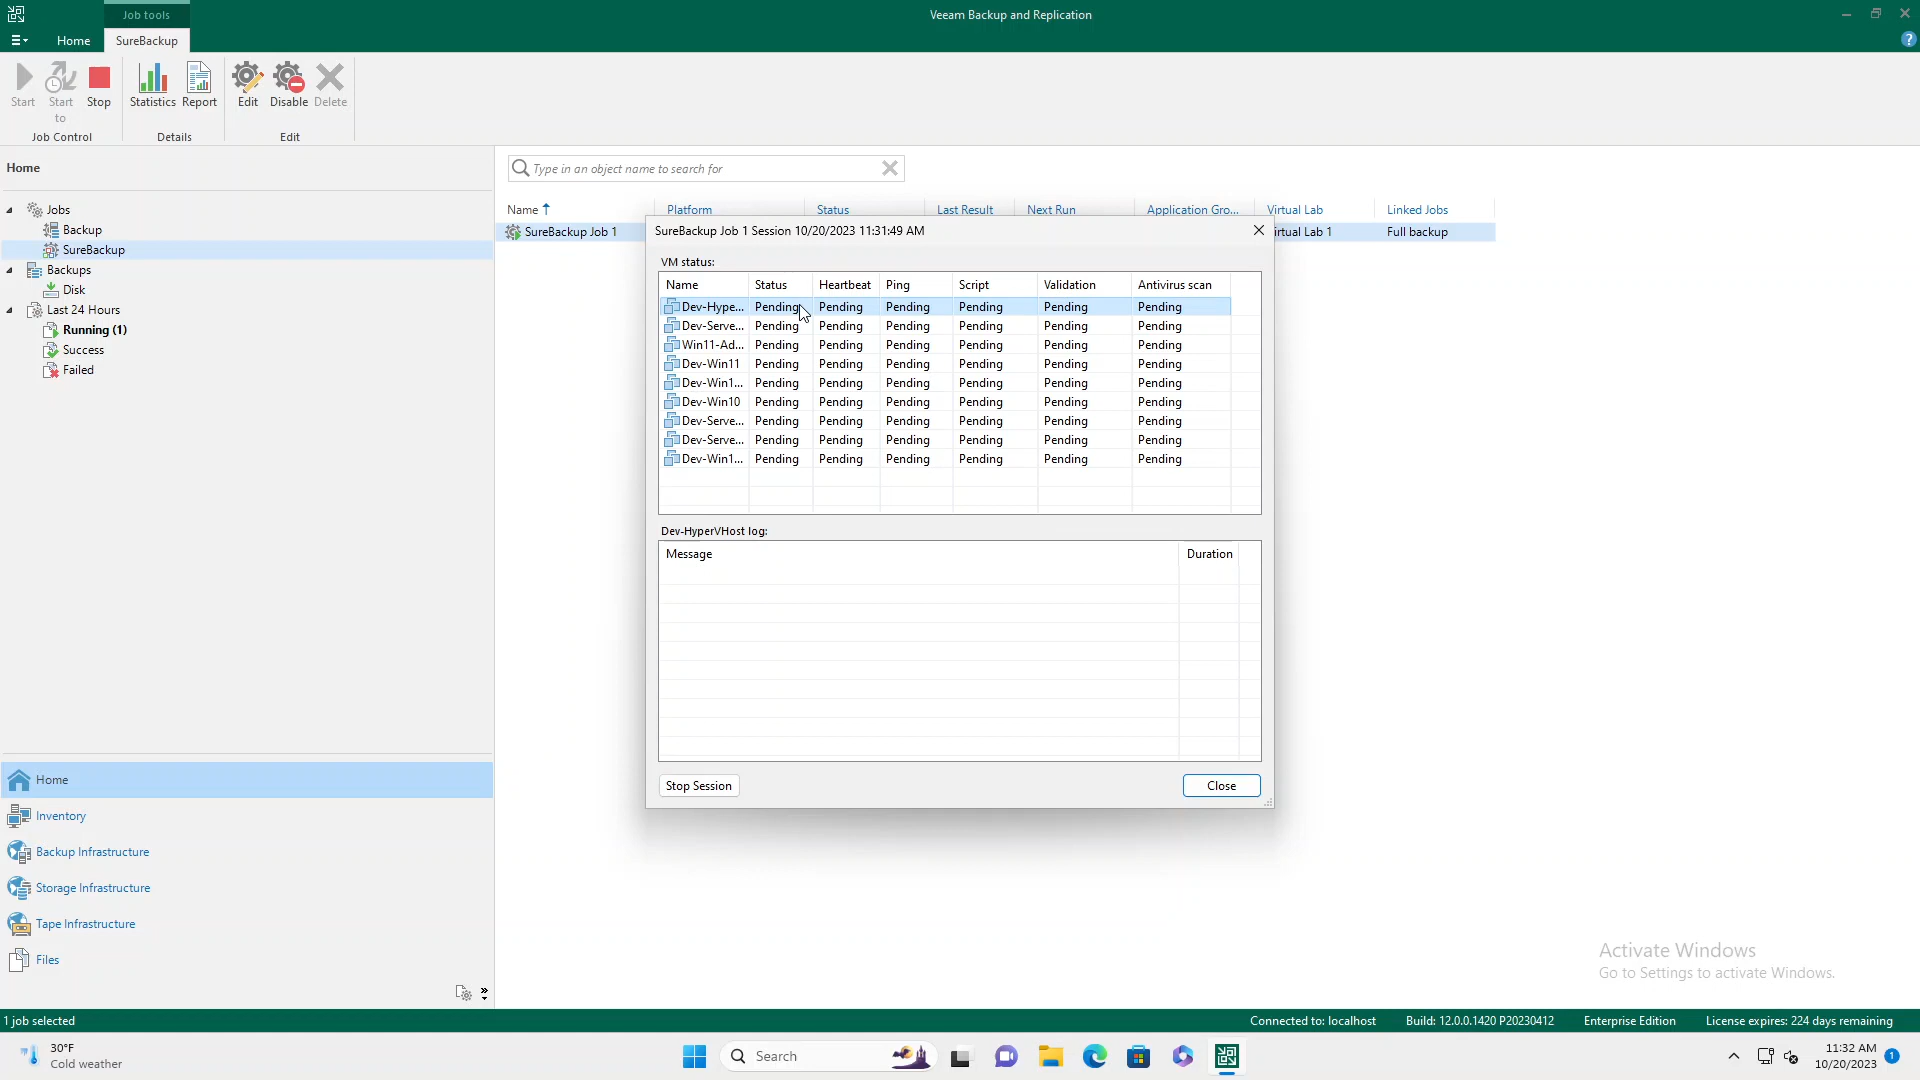 Job tools
Veeam Backup and Replication
Home
SureBackup
Start
Start to
Stop
Statistics
Report
Edit
Disable
Delete
Job Control
Details
Edit
Home
Jobs
Backup
SureBackup
Backups
Disk
Last 24 Hours
Running (1)
Success
Failed
Type in an object name to search for
Name Platform Status Last Result Next Run Application Gro... Virtual Lab Linked Jobs
SureBackup Job 1 irtual Lab 1 Full backup
SureBackup Job 1 Session 10/20/2023 11:31:49 AM
VM status:
Name Status Heartbeat Ping Script Validation Antivirus scan
Dev-Hype... Pending Pending Pending Pending Pending Pending
Dev-Serve... Pending Pending Pending Pending Pending Pending
Win11-Ad... Pending Pending Pending Pending Pending Pending
Dev-Win11 Pending Pending Pending Pending Pending Pending
Dev-Win1... Pending Pending Pending Pending Pending Pending
Dev-Win10 Pending Pending Pending Pending Pending Pending
Dev-Serve... Pending Pending Pending Pending Pending Pending
Dev-Serve... Pending Pending Pending Pending Pending Pending
Dev-Win1... Pending Pending Pending Pending Pending Pending
Dev-HyperVHost log:
Message Duration
Stop Session
Close
Home
Inventory
Backup Infrastructure
Storage Infrastructure
Tape Infrastructure
Files
Activate Windows
Go to Settings to activate Windows.
1 job selected
Connected to: localhost
Build: 12.0.0.1420 P20230412
Enterprise Edition
License expires: 224 days remaining
30°F
Cold weather
Search
11:32 AM
10/20/2023
1